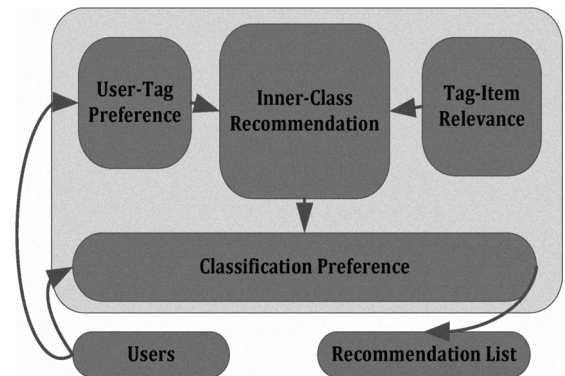 User-Tag
Preference
Inner-Class
Recommendation
Tag-Item
Relevance
Classification Preference
Users
Recommendation List